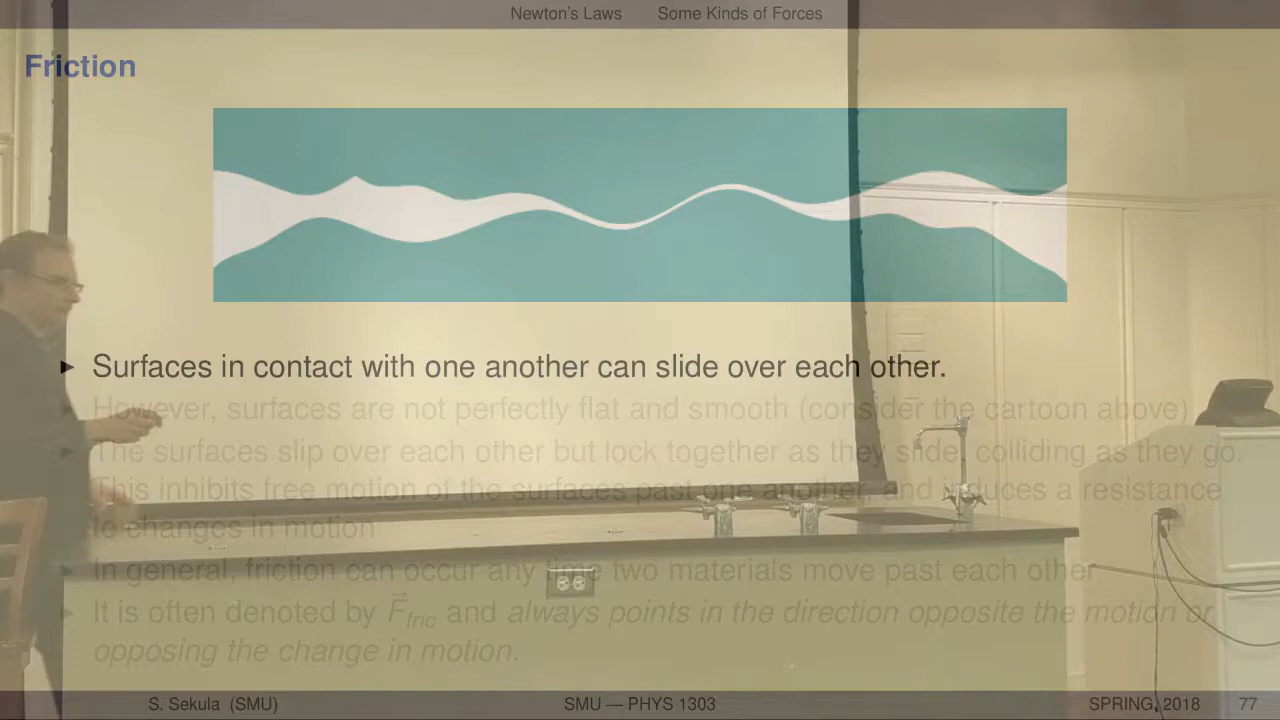 Newton's Laws Some Kinds of Forces
Friction
Surfaces in contact with one another can slide over each other.
However, surfaces are not perfectly flat and smooth (consider the cartoon above)
The surfaces slip over each other but lock together as they slide, colliding as they go.
This inhibits free motion of the surfaces past one another and induces a resistance
to changes in motion
In general, friction can occur any time two materials move past each other
It is often denoted by F⃗fric and always points in the direction opposite the motion or
opposing the change in motion.
S. Sekula (SMU) SMU — PHYS 1303 SPRING, 2018 77